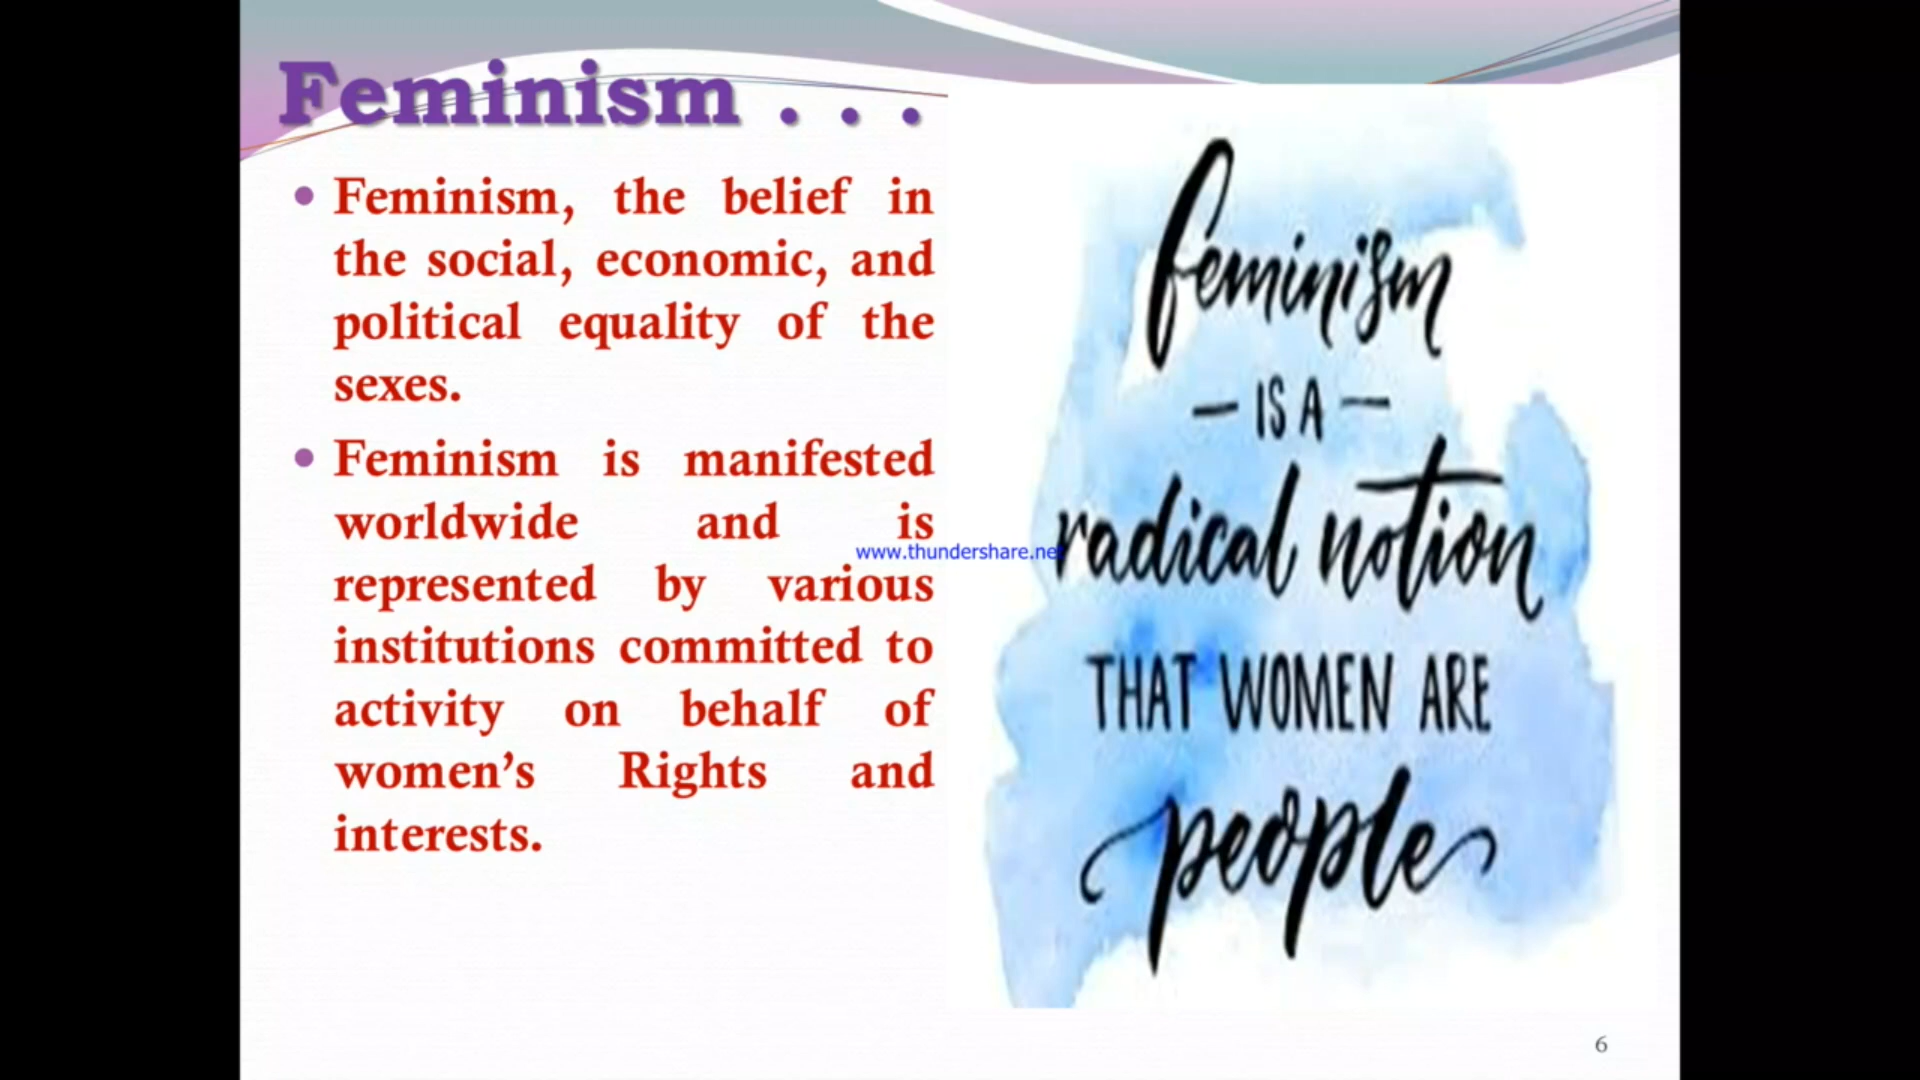 Feminism . . .
Feminism, the belief in
the social, economic, and
political equality of the
sexes.
Feminism is manifested
worldwide and is
represented by various
institutions committed to
activity on behalf of
women’s Rights and
interests.
feminism
— IS A —
radical notion
THAT WOMEN ARE
people
www.thundershare.net
6